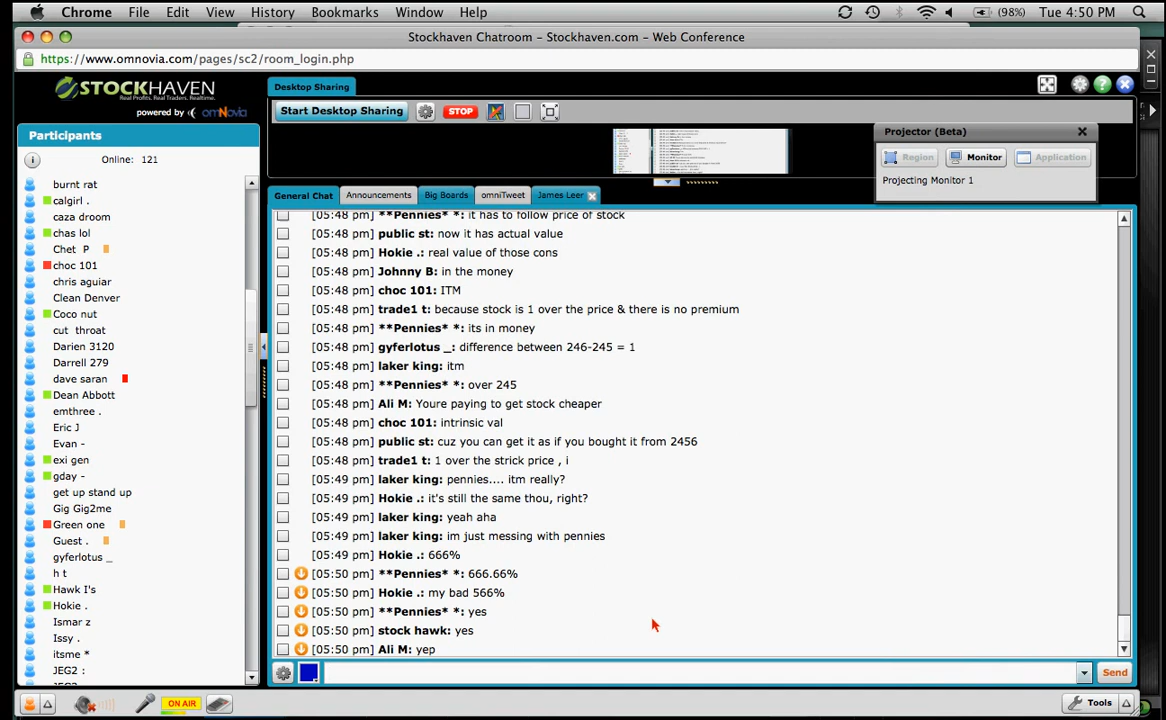 Chrome File Edit View History Bookmarks Window Help (98%) Tue 4:50 PM
Stockhaven Chatroom – Stockhaven.com – Web Conference
https://www.omnovia.com/pages/sc2/room_login.php
STOCKHAVEN
Real Profits. Real Traders. Realtime.
powered by omNovia
Participants
Online: 121
burnt rat
calgirl .
caza droom
chas lol
Chet P
choc 101
chris aguiar
Clean Denver
Coco nut
cut throat
Darien 3120
Darrell 279
dave saran
Dean Abbott
emthree .
Eric J
Evan -
exi gen
gday -
get up stand up
Gig Gig2me
Green one
Guest .
gyferlotus _
h t
Hawk I's
Hokie .
Ismar z
Issy .
itsme *
JEG2 :
ON AIR
Desktop Sharing
Start Desktop Sharing STOP
Projector (Beta)
Region Monitor Application
Projecting Monitor 1
General Chat Announcements Big Boards omniTweet James Leer
[05:48 pm] **Pennies* *: it has to follow price of stock
[05:48 pm] public st: now it has actual value
[05:48 pm] Hokie .: real value of those cons
[05:48 pm] Johnny B: in the money
[05:48 pm] choc 101: ITM
[05:48 pm] trade1 t: because stock is 1 over the price & there is no premium
[05:48 pm] **Pennies* *: its in money
[05:48 pm] gyferlotus _: difference between 246-245 = 1
[05:48 pm] laker king: itm
[05:48 pm] **Pennies* *: over 245
[05:48 pm] Ali M: Youre paying to get stock cheaper
[05:48 pm] choc 101: intrinsic val
[05:48 pm] public st: cuz you can get it as if you bought it from 2456
[05:48 pm] trade1 t: 1 over the strick price , i
[05:49 pm] laker king: pennies.... itm really?
[05:49 pm] Hokie .: it's still the same thou, right?
[05:49 pm] laker king: yeah aha
[05:49 pm] laker king: im just messing with pennies
[05:49 pm] Hokie .: 666%
[05:50 pm] **Pennies* *: 666.66%
[05:50 pm] Hokie .: my bad 566%
[05:50 pm] **Pennies* *: yes
[05:50 pm] stock hawk: yes
[05:50 pm] Ali M: yep
Send
Tools